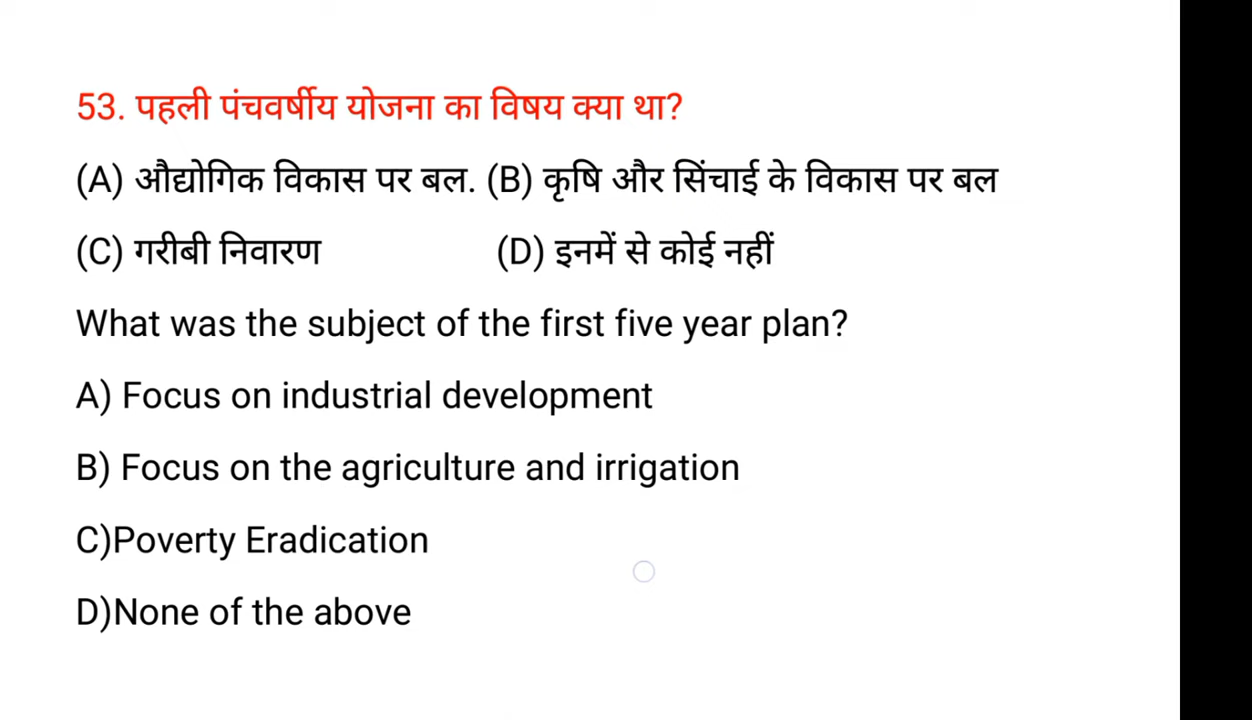 53. पहली पंचवर्षीय योजना का विषय क्या था?
(A) औद्योगिक विकास पर बल. (B) कृषि और सिंचाई के विकास पर बल
(C) गरीबी निवारण (D) इनमें से कोई नहीं
What was the subject of the first five year plan?
A) Focus on industrial development
B) Focus on the agriculture and irrigation
C)Poverty Eradication
D)None of the above